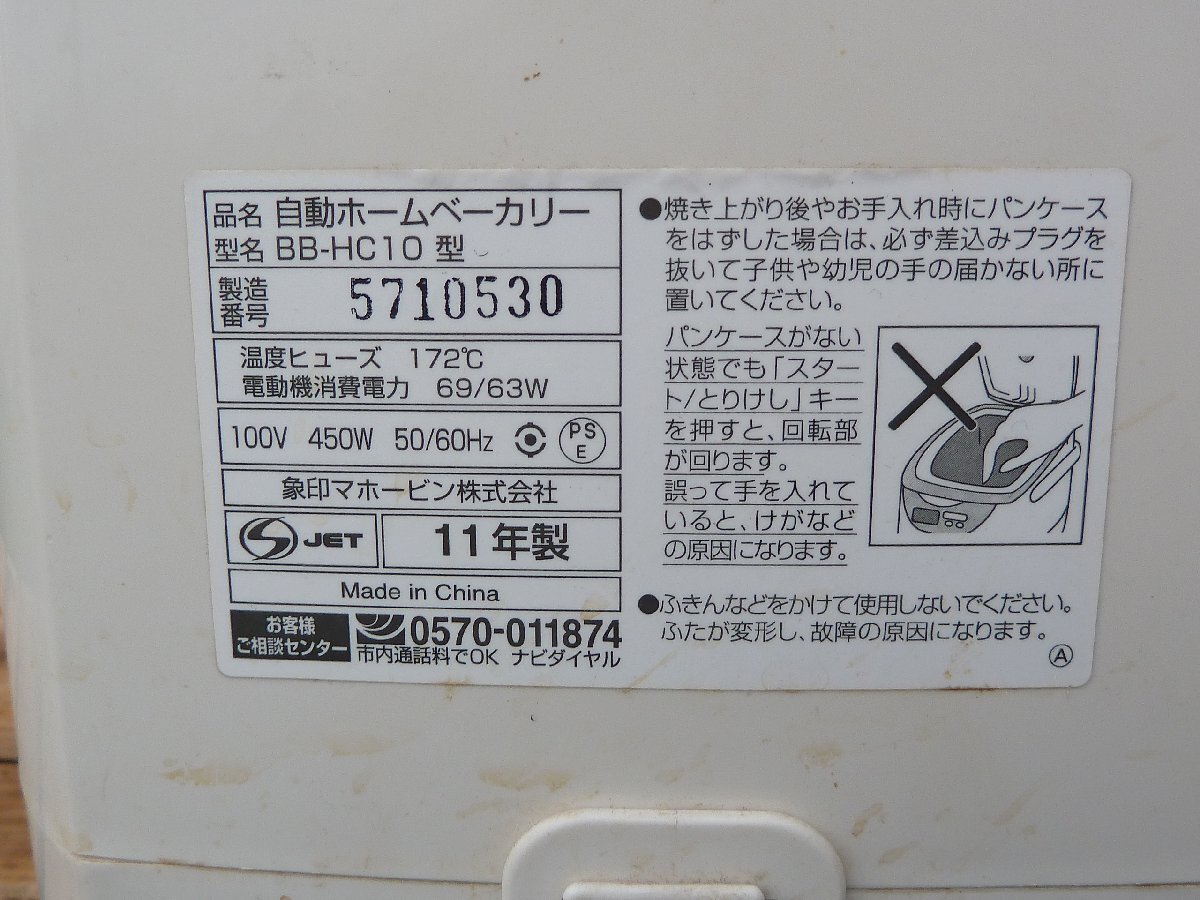 品名 自動ホームベーカリー
型名 BB-HC10 型
製造
番号
5710530
温度ヒューズ 172℃
電動機消費電力 69/63W
100V 450W 50/60Hz PSE
象印マホービン株式会社
S JET
11年製
Made in China
お客様
ご相談センター
0570-011874
市内通話料でOK ナビダイヤル
●焼き上がり後やお手入れ時にパンケース
をはずした場合は、必ず差込みプラグを
抜いて子供や幼児の手の届かない所に
置いてください。
パンケースがない
状態でも「スター
ト/とりけし」キー
を押すと、回転部
が回ります。
誤って手を入れて
いると、けがなど
の原因になります。
●ふきんなどをかけて使用しないでください。
ふたが変形し、故障の原因になります。
Ⓐ